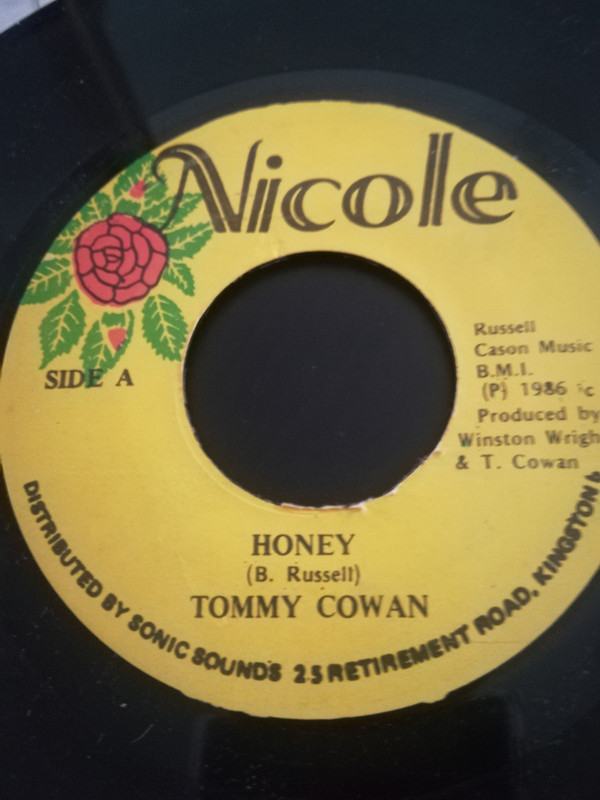 Nicole
SIDE A
Russell
Cason Music
B.M.I.
(P) 1986
Produced by
Winston Wrigh
& T. Cowan
HONEY
(B. Russell)
TOMMY COWAN
DISTRIBUTED BY SONIC SOUNDS 25 RETIREMENT ROAD, KINGSTON